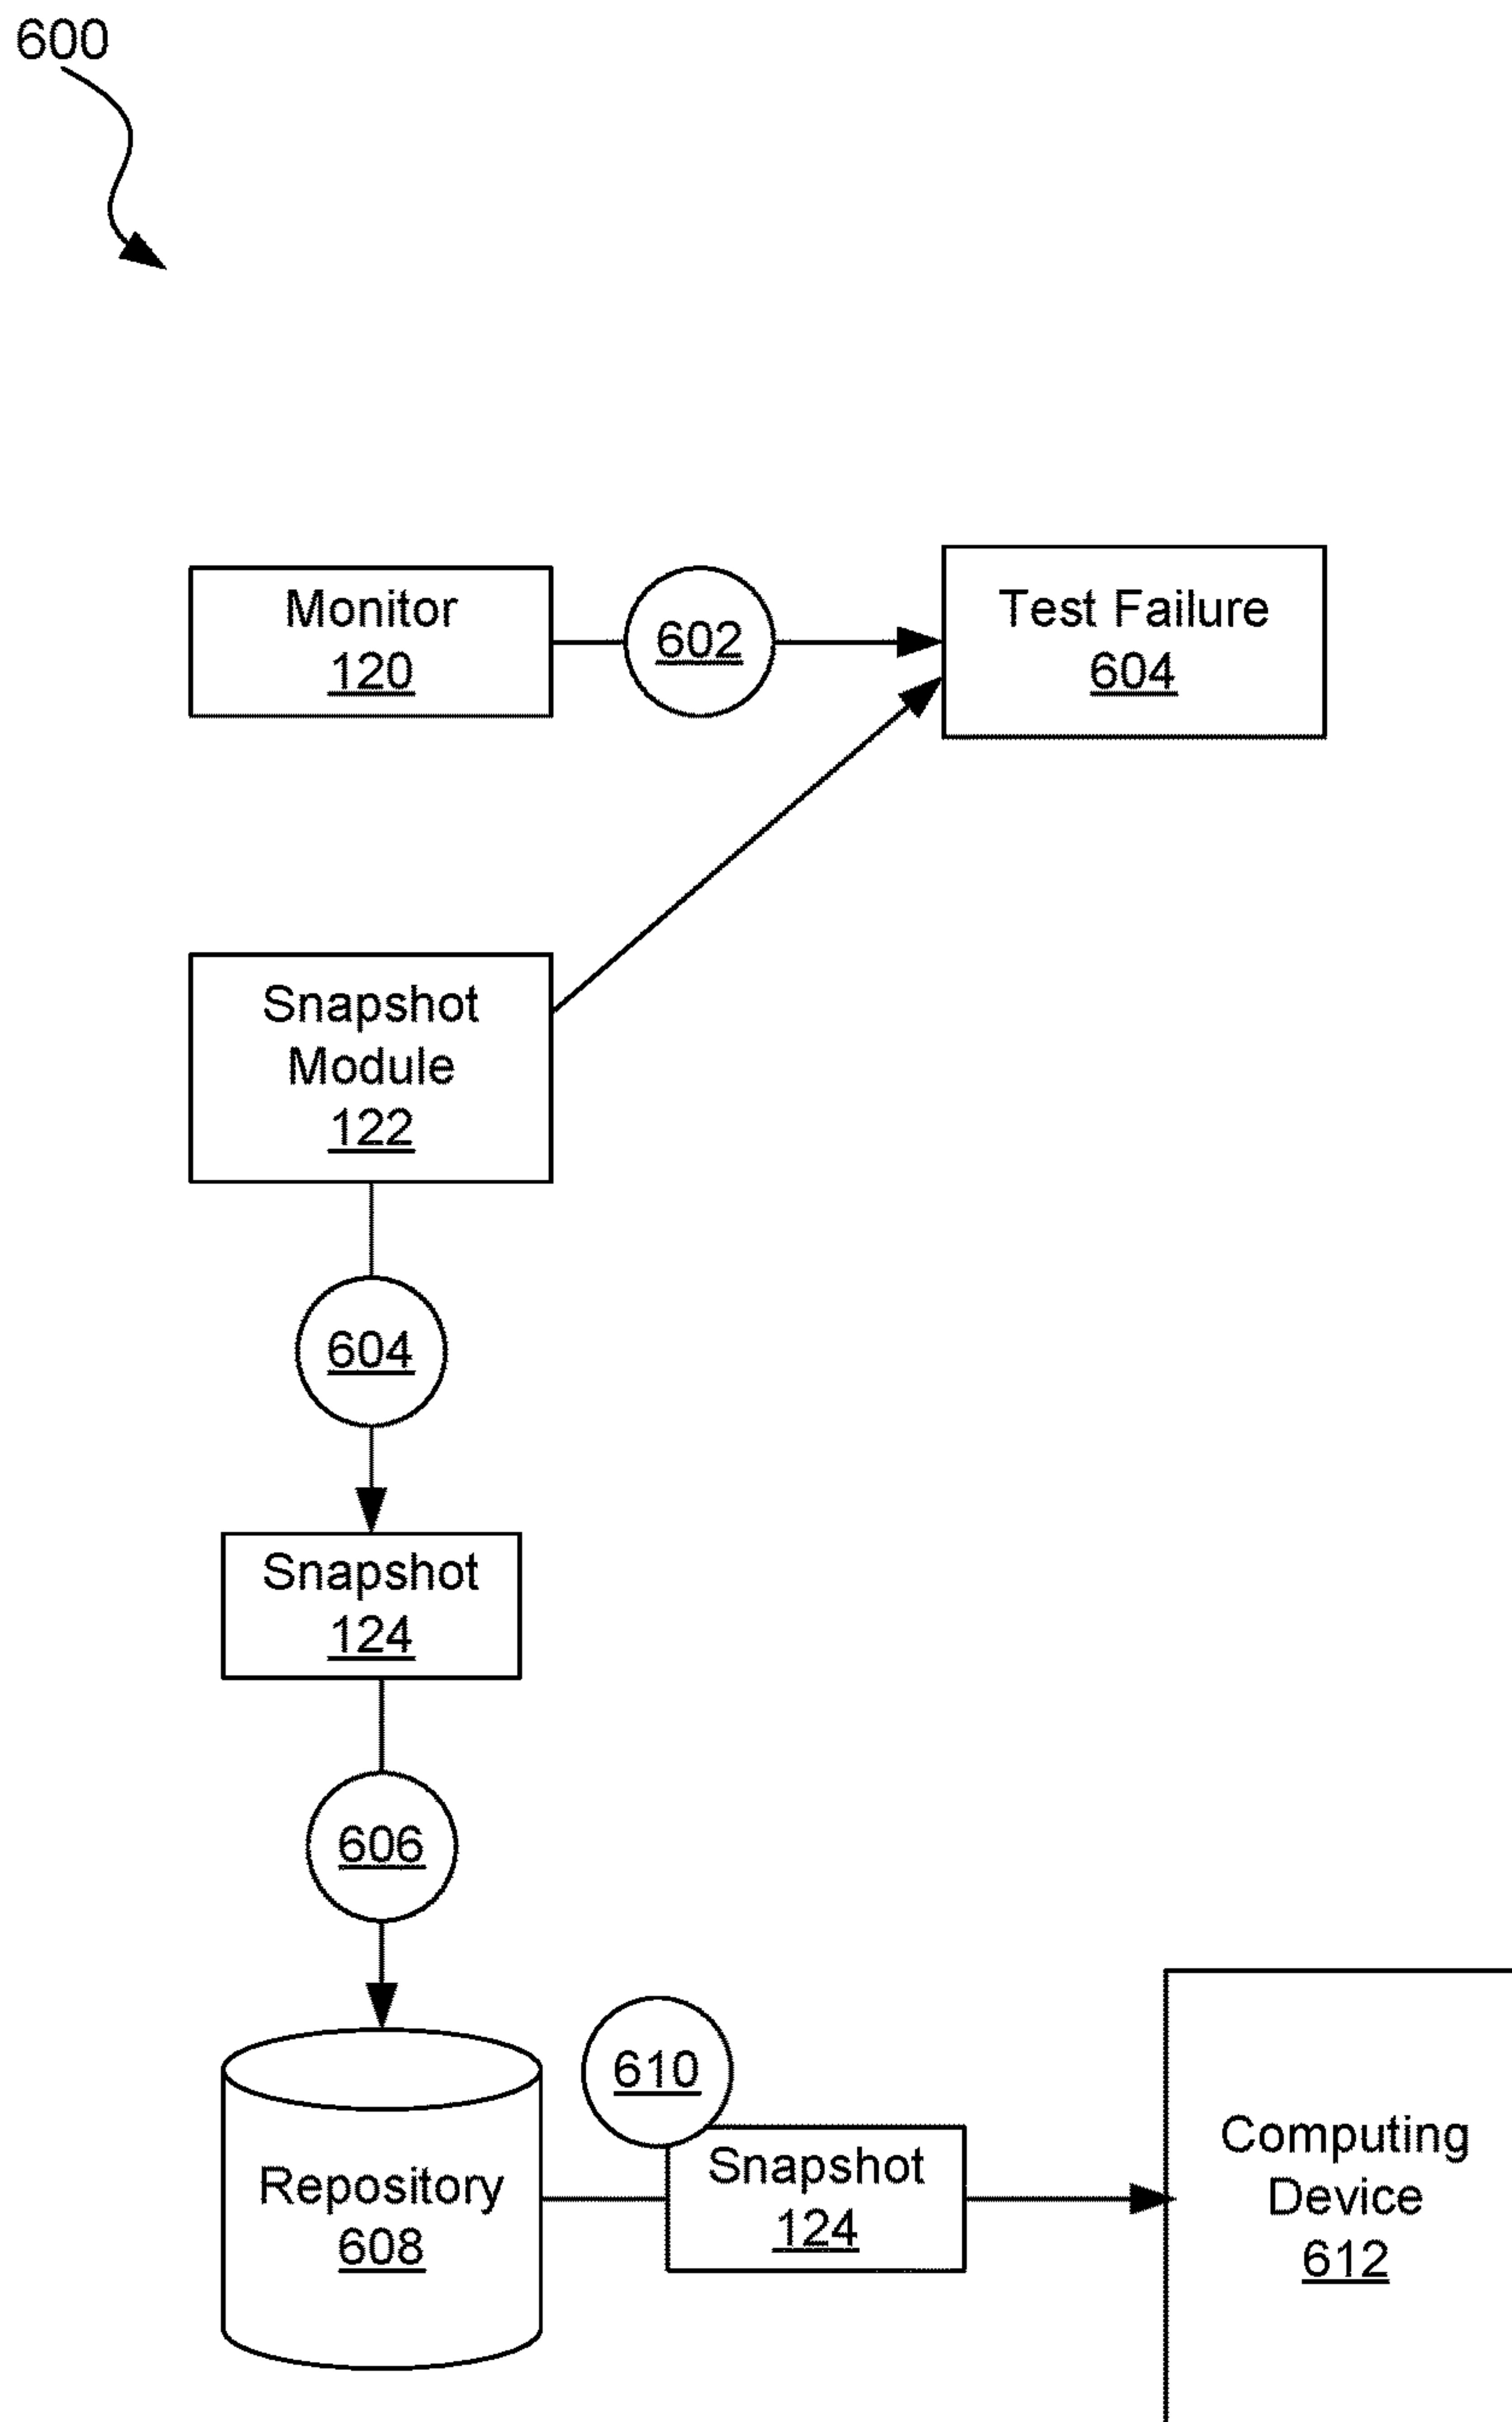 600
Monitor
120
602
Test Failure
604
Snapshot
Module
122
604
Snapshot
124
606
610
Repository
608
Snapshot
124
Computing
Device
612